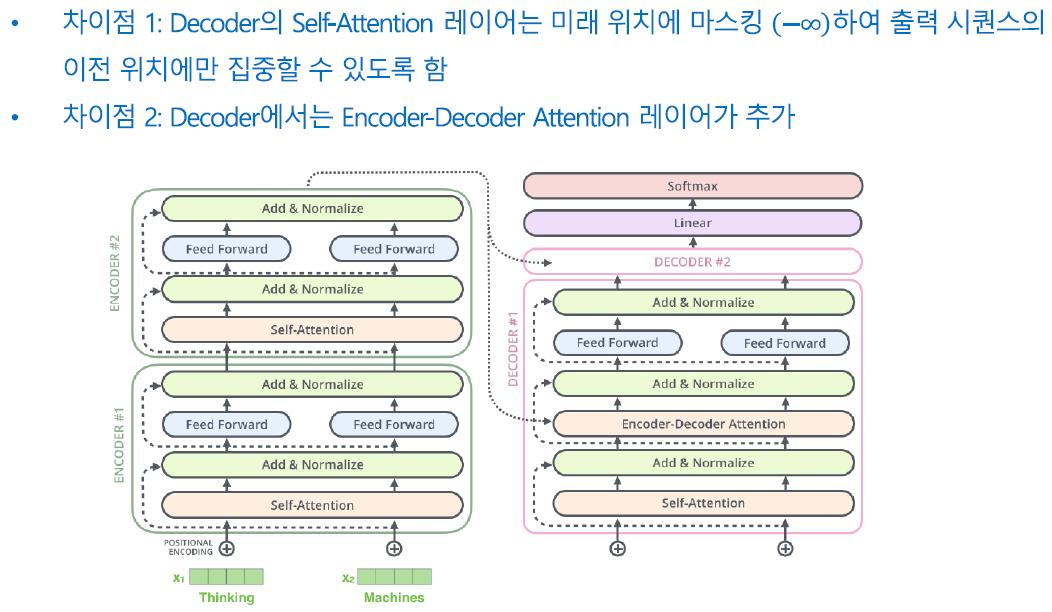 • 차이점 1: Decoder의 Self-Attention 레이어는 미래 위치에 마스킹 (−∞)하여 출력 시퀀스의
이전 위치에만 집중할 수 있도록 함
• 차이점 2: Decoder에서는 Encoder-Decoder Attention 레이어가 추가
ENCODER #2
Add & Normalize
Feed Forward
Feed Forward
Add & Normalize
Self-Attention
ENCODER #1
Add & Normalize
Feed Forward
Feed Forward
Add & Normalize
Self-Attention
POSITIONAL
ENCODING
x₁
x₂
Thinking
Machines
Softmax
Linear
DECODER #2
DECODER #1
Add & Normalize
Feed Forward
Feed Forward
Add & Normalize
Encoder-Decoder Attention
Add & Normalize
Self-Attention